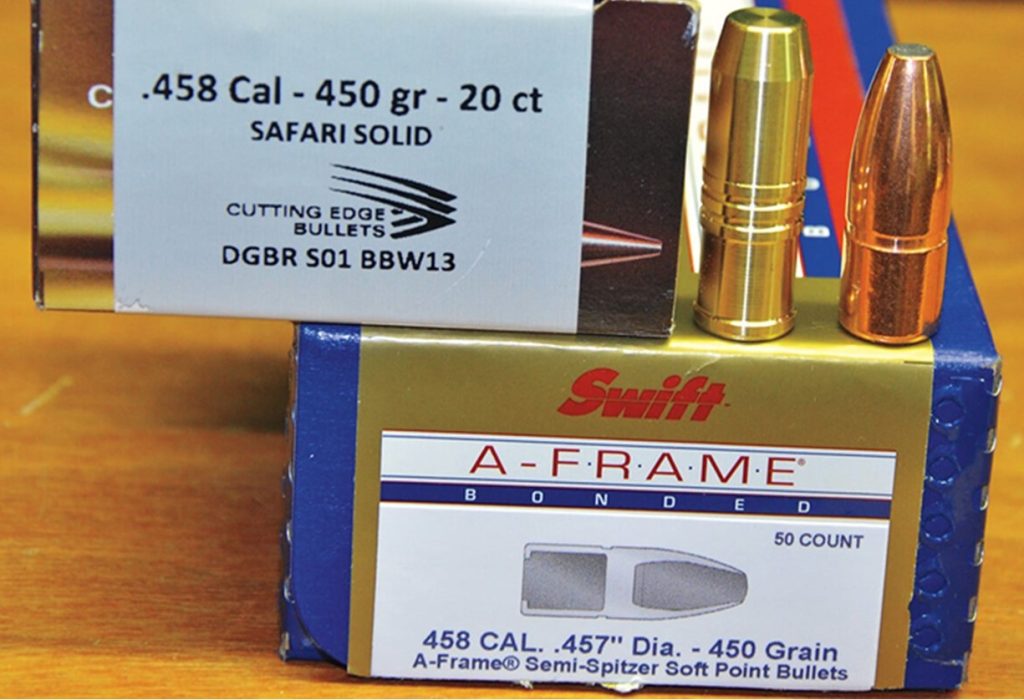 C
.458 Cal - 450 gr - 20 ct
SAFARI SOLID
CUTTING EDGE
BULLETS
DGBR S01 BBW13
Swift
A-F·R·A·M·E®
BONDED
50 COUNT
458 CAL. .457" Dia. - 450 Grain
A-Frame® Semi-Spitzer Soft Point Bullets